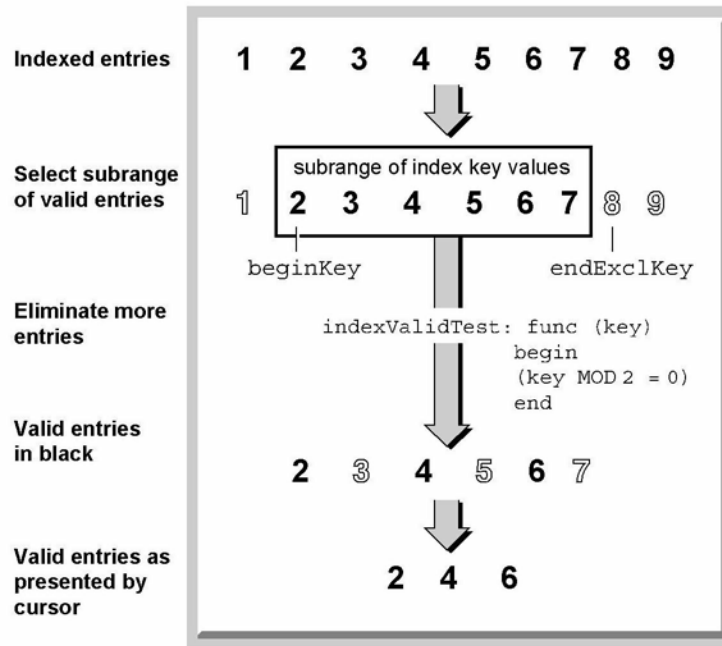 Indexed entries
1 2 3 4 5 6 7 8 9
Select subrange
of valid entries
subrange of index key values
1 2 3 4 5 6 7 8 9
beginKey endExclKey
Eliminate more
entries
indexValidTest: func (key)
begin
(key MOD 2 = 0)
end
Valid entries
in black
2 3 4 5 6 7
Valid entries as
presented by
cursor
2 4 6